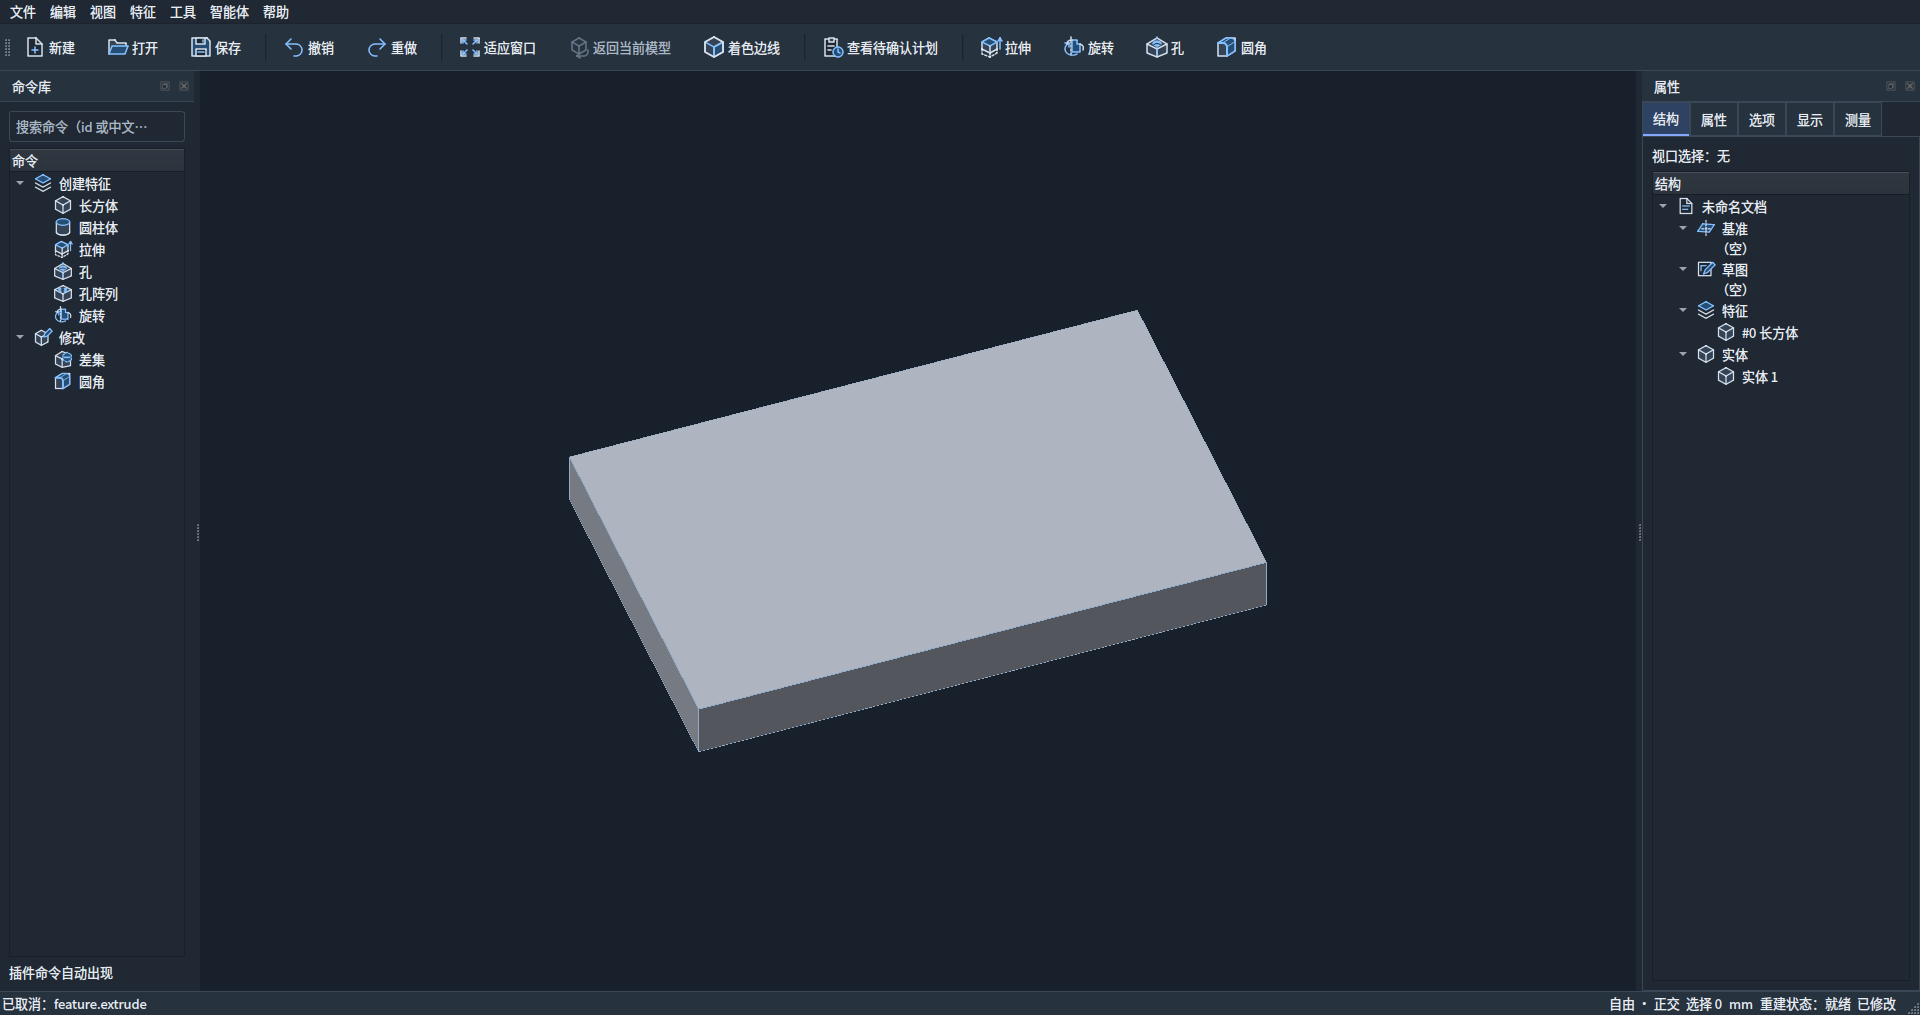 文件 编辑 视图 特征 工具 智能体 帮助
新建 打开 保存 撤销 重做 适应窗口 返回当前模型 着色边线 查看待确认计划 拉伸 旋转 孔 圆角
命令库
搜索命令（id 或中文…
命令
创建特征
长方体
圆柱体
拉伸
孔
孔阵列
旋转
修改
差集
圆角
插件命令自动出现
属性
结构 属性 选项 显示 测量
视口选择：无
结构
未命名文档
基准
（空）
草图
（空）
特征
#0 长方体
实体
实体 1
已取消：feature.extrude
自由 · 正交 选择 0 mm 重建状态：就绪 已修改